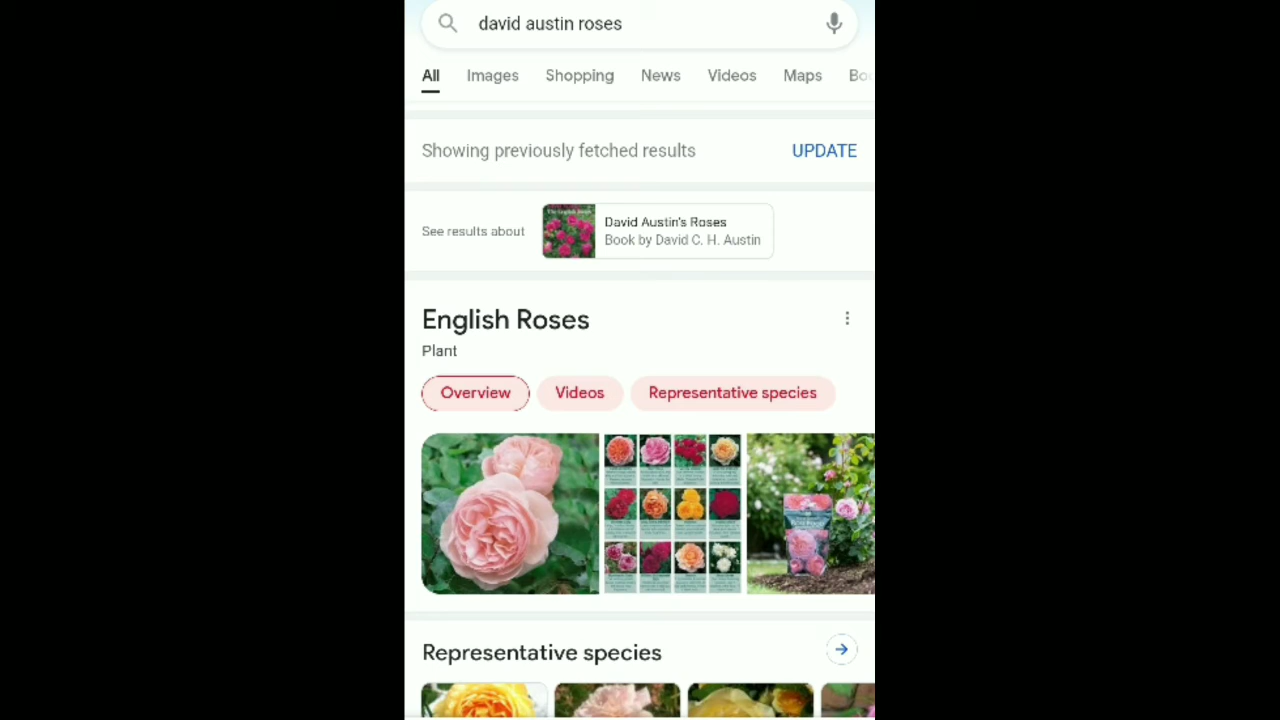 david austin roses
All Images Shopping News Videos Maps
Showing previously fetched results UPDATE
See results about
David Austin's Roses
Book by David C. H. Austin
English Roses
Plant
Overview Videos Representative species
Representative species